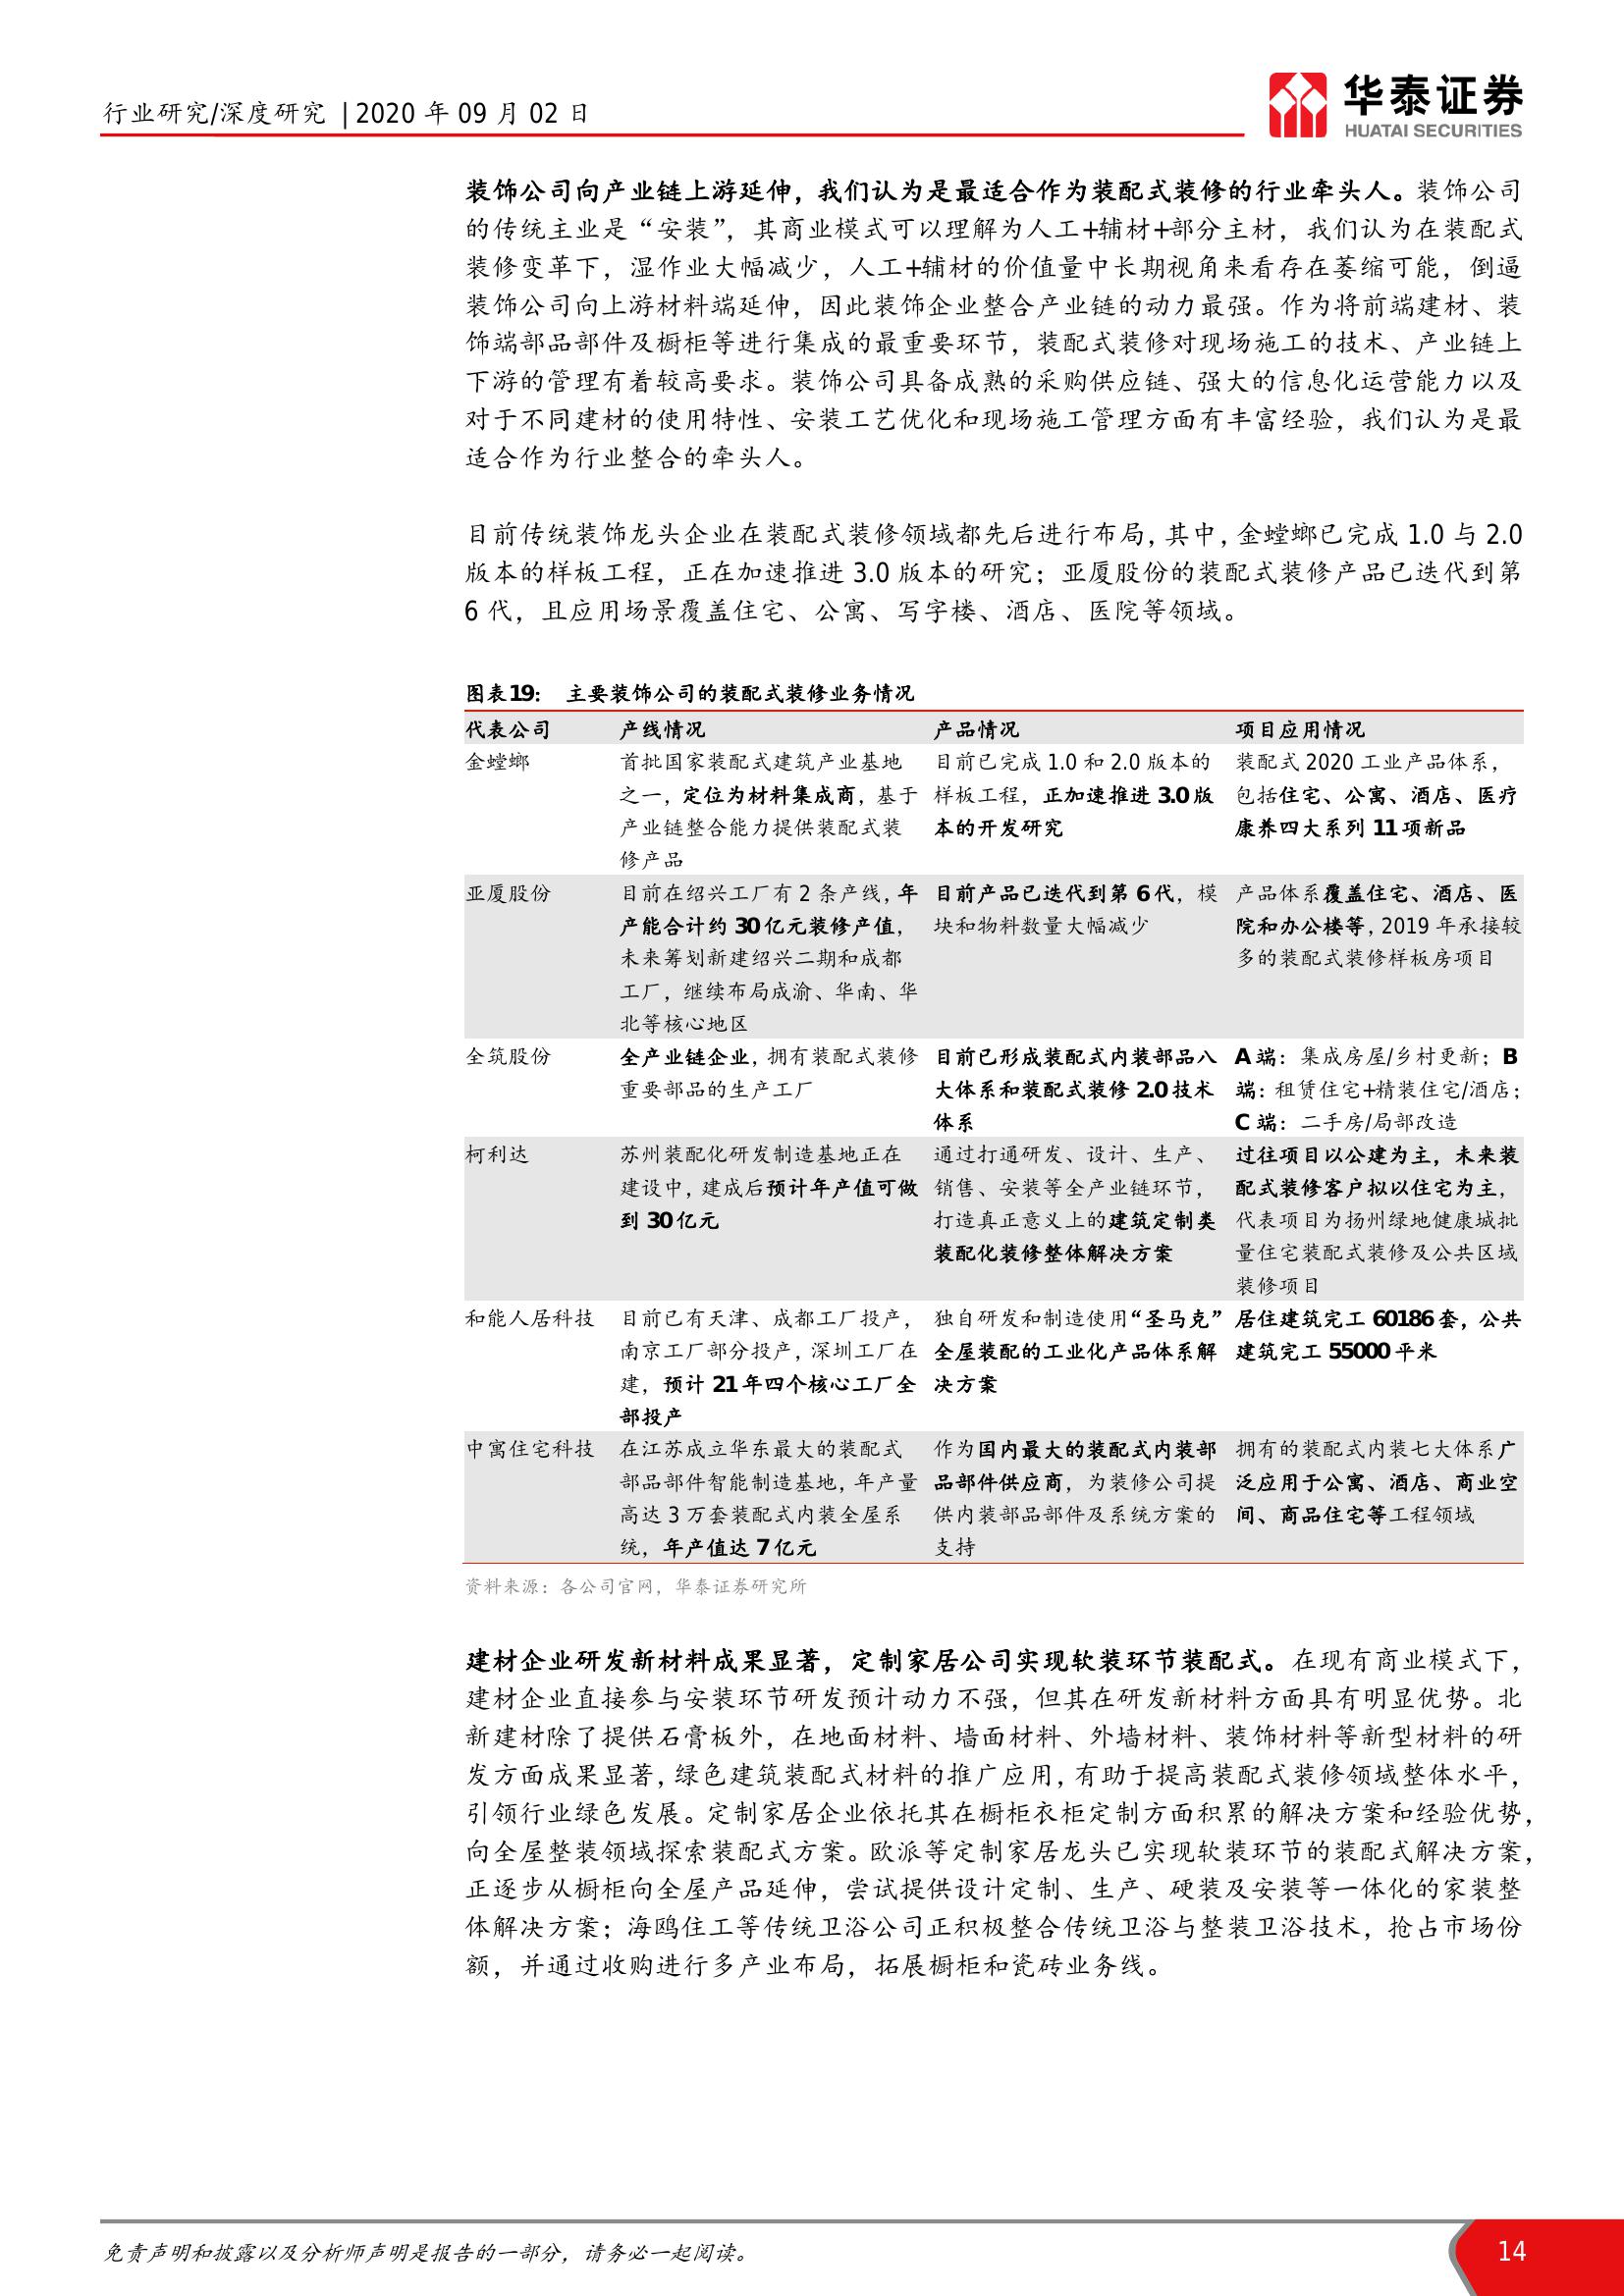 行业研究/深度研究 | 2020 年 09 月 02 日
华泰证券
HUATAI SECURITIES
装饰公司向产业链上游延伸，我们认为是最适合作为装配式装修的行业牵头人。装饰公司
的传统主业是“安装”，其商业模式可以理解为人工+辅材+部分主材，我们认为在装配式
装修变革下，湿作业大幅减少，人工+辅材的价值量中长期视角来看存在萎缩可能，倒逼
装饰公司向上游材料端延伸，因此装饰企业整合产业链的动力最强。作为将前端建材、装
饰端部品部件及橱柜等进行集成的最重要环节，装配式装修对现场施工的技术、产业链上
下游的管理有着较高要求。装饰公司具备成熟的采购供应链、强大的信息化运营能力以及
对于不同建材的使用特性、安装工艺优化和现场施工管理方面有丰富经验，我们认为是最
适合作为行业整合的牵头人。
目前传统装饰龙头企业在装配式装修领域都先后进行布局，其中，金螳螂已完成 1.0 与 2.0
版本的样板工程，正在加速推进 3.0 版本的研究；亚厦股份的装配式装修产品已迭代到第
6 代，且应用场景覆盖住宅、公寓、写字楼、酒店、医院等领域。
图表19： 主要装饰公司的装配式装修业务情况
代表公司 产线情况 产品情况 项目应用情况
金螳螂 首批国家装配式建筑产业基地 目前已完成 1.0 和 2.0 版本的 装配式 2020 工业产品体系，
之一，定位为材料集成商，基于 样板工程，正加速推进 3.0 版 包括住宅、公寓、酒店、医疗
产业链整合能力提供装配式装 本的开发研究 康养四大系列 11 项新品
修产品
亚厦股份 目前在绍兴工厂有 2 条产线，年 目前产品已迭代到第 6 代，模 产品体系覆盖住宅、酒店、医
产能合计约 30 亿元装修产值， 块和物料数量大幅减少 院和办公楼等，2019 年承接较
未来筹划新建绍兴二期和成都 多的装配式装修样板房项目
工厂，继续布局成渝、华南、华
北等核心地区
全筑股份 全产业链企业，拥有装配式装修 目前已形成装配式内装部品八 A 端：集成房屋/乡村更新；B
重要部品的生产工厂 大体系和装配式装修 2.0 技术 端：租赁住宅+精装住宅/酒店；
体系 C 端：二手房/局部改造
柯利达 苏州装配化研发制造基地正在 通过打通研发、设计、生产、 过往项目以公建为主，未来装
建设中，建成后预计年产值可做 销售、安装等全产业链环节， 配式装修客户拟以住宅为主，
到 30 亿元 打造真正意义上的建筑定制类 代表项目为扬州绿地健康城批
装配化装修整体解决方案 量住宅装配式装修及公共区域
装修项目
和能人居科技 目前已有天津、成都工厂投产， 独自研发和制造使用“圣马克” 居住建筑完工 60186 套，公共
南京工厂部分投产，深圳工厂在 全屋装配的工业化产品体系解 建筑完工 55000 平米
建，预计 21 年四个核心工厂全 决方案
部投产
中寓住宅科技 在江苏成立华东最大的装配式 作为国内最大的装配式内装部 拥有的装配式内装七大体系广
部品部件智能制造基地，年产量 品部件供应商，为装修公司提 泛应用于公寓、酒店、商业空
高达 3 万套装配式内装全屋系 供内装部品部件及系统方案的 间、商品住宅等工程领域
统，年产值达 7 亿元 支持
资料来源：各公司官网，华泰证券研究所
建材企业研发新材料成果显著，定制家居公司实现软装环节装配式。在现有商业模式下，
建材企业直接参与安装环节研发预计动力不强，但其在研发新材料方面具有明显优势。北
新建材除了提供石膏板外，在地面材料、墙面材料、外墙材料、装饰材料等新型材料的研
发方面成果显著，绿色建筑装配式材料的推广应用，有助于提高装配式装修领域整体水平，
引领行业绿色发展。定制家居企业依托其在橱柜衣柜定制方面积累的解决方案和经验优势，
向全屋整装领域探索装配式方案。欧派等定制家居龙头已实现软装环节的装配式解决方案，
正逐步从橱柜向全屋产品延伸，尝试提供设计定制、生产、硬装及安装等一体化的家装整
体解决方案；海鸥住工等传统卫浴公司正积极整合传统卫浴与整装卫浴技术，抢占市场份
额，并通过收购进行多产业布局，拓展橱柜和瓷砖业务线。
免责声明和披露以及分析师声明是报告的一部分，请务必一起阅读。
14